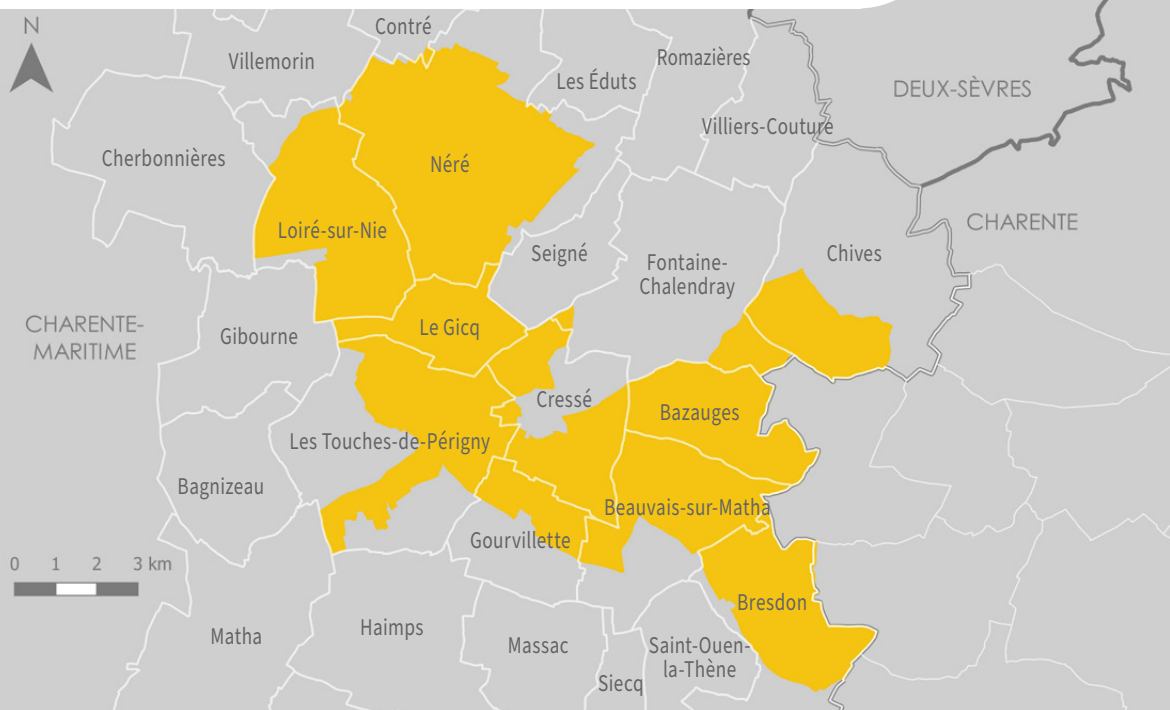 N
Contré
Villemorin
Les Éduts
Romazières
DEUX-SÈVRES
Villiers-Couture
Cherbonnières
Néré
Loiré-sur-Nie
CHARENTE
Seigné
Fontaine-
Chalendray
Chives
CHARENTE-
MARITIME
Gibourne
Le Gicq
Cressé
Bazauges
Les Touches-de-Périgny
Bagnizeau
Beauvais-sur-Matha
Gourvillette
0 1 2 3 km
Bresdon
Matha
Haimps
Massac
Saint-Ouen-
la-Thène
Siecq